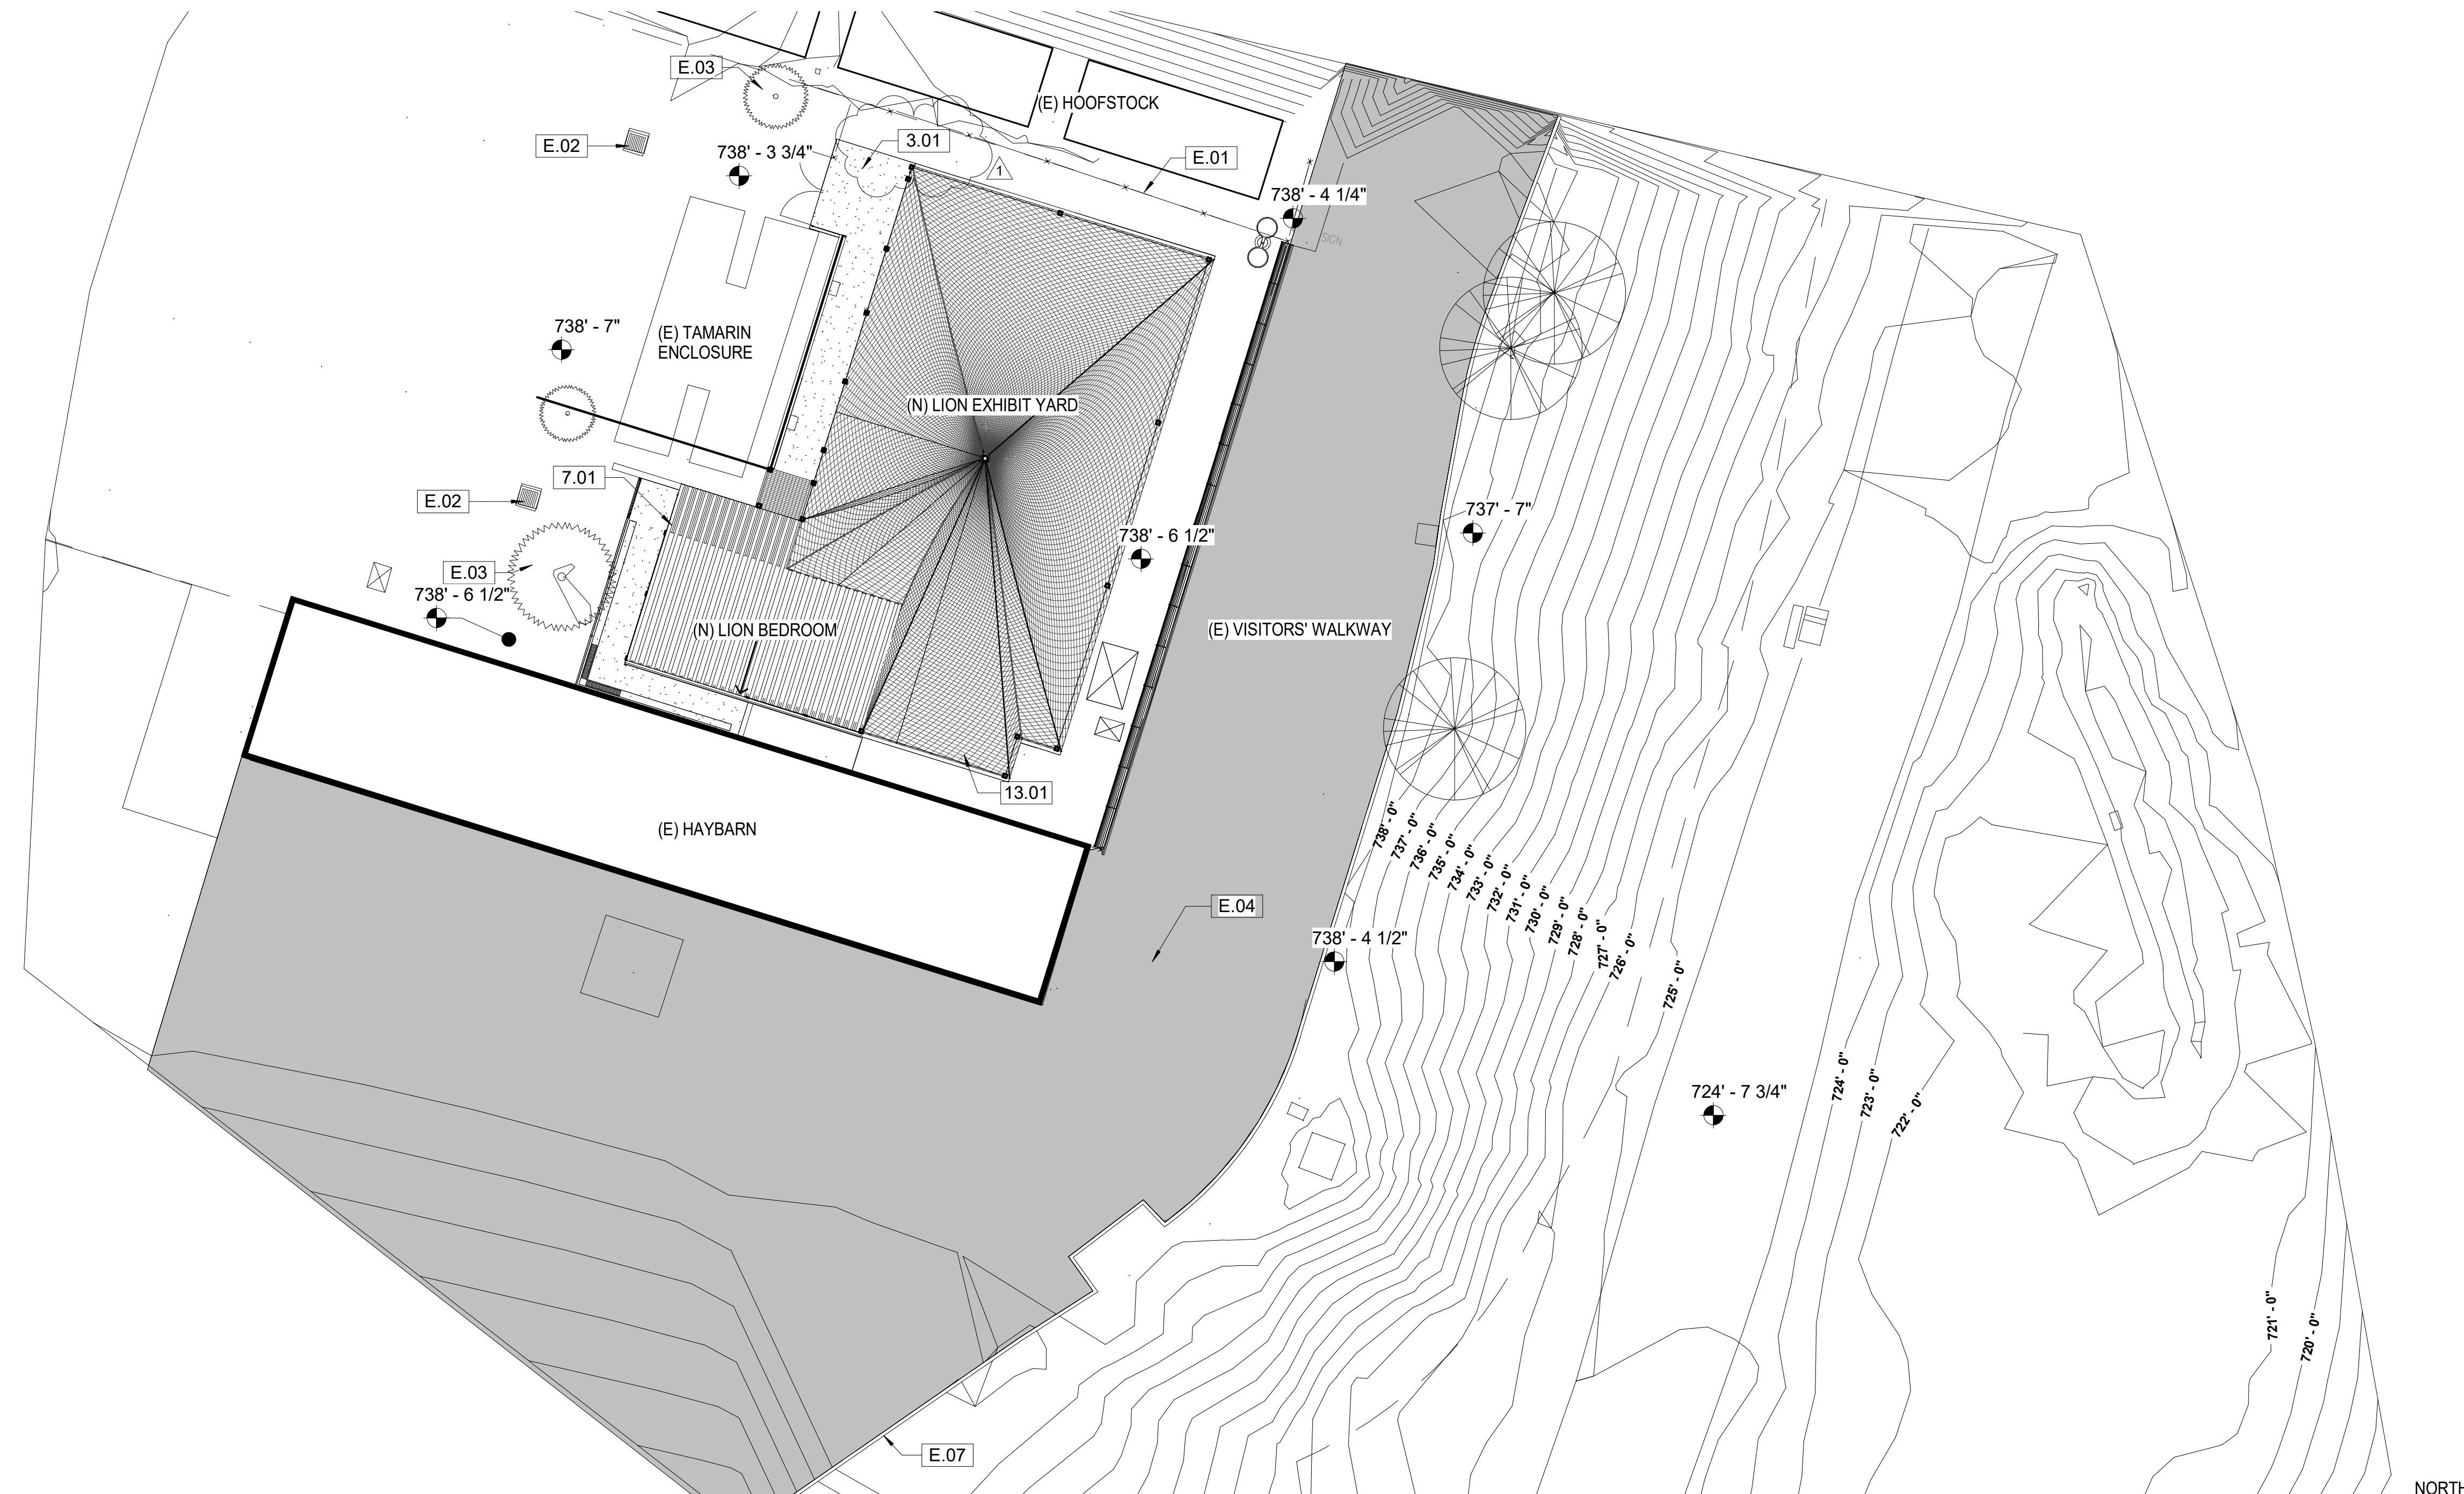 E.03
(E) HOOFSTOCK
3.01
E.02
738' - 3 3/4"
E.01
1
738' - 4 1/4"
SIGN
738' - 7"
(E) TAMARIN
ENCLOSURE
(N) LION EXHIBIT YARD
7.01
E.02
737' - 7"
738' - 6 1/2"
E.03
738' - 6 1/2"
(N) LION BEDROOM
(E) VISITORS' WALKWAY
13.01
(E) HAYBARN
738' - 0"
737' - 0"
736' - 0"
735' - 0"
734' - 0"
733' - 0"
732' - 0"
731' - 0"
730' - 0"
729' - 0"
728' - 0"
727' - 0"
726' - 0"
725' - 0"
E.04
738' - 4 1/2"
724' - 7 3/4"
724' - 0"
723' - 0"
722' - 0"
721' - 0"
720' - 0"
E.07
NORTH